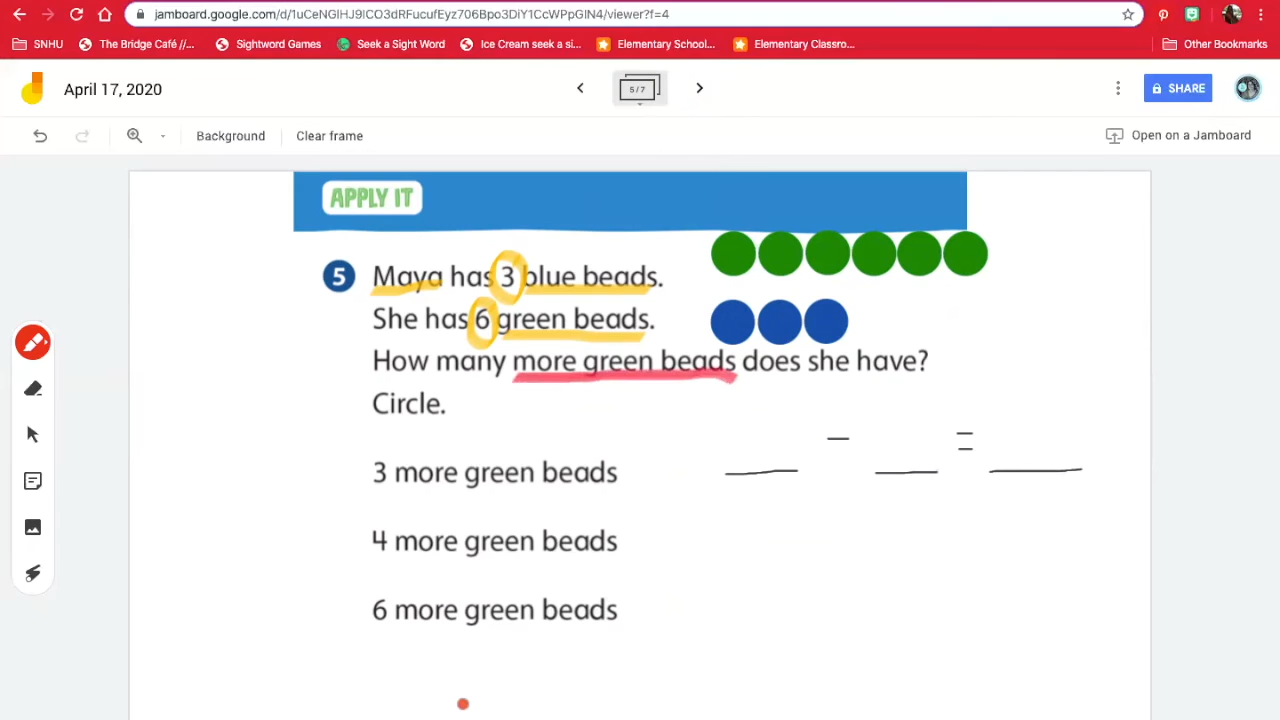 jamboard.google.com/d/1uCeNGlHJ9lCO3dRFucufEyz706Bpo3DiY1CcWPpGlN4/viewer?f=4
SNHU
The Bridge Café //...
Sightword Games
Seek a Sight Word
Ice Cream seek a si...
Elementary School...
Elementary Classro...
Other Bookmarks
April 17, 2020
5 / 7
SHARE
Background
Clear frame
Open on a Jamboard
APPLY IT
5 Maya has 3 blue beads.
She has 6 green beads.
How many more green beads does she have?
Circle.
___ - ___ = ___
3 more green beads
4 more green beads
6 more green beads